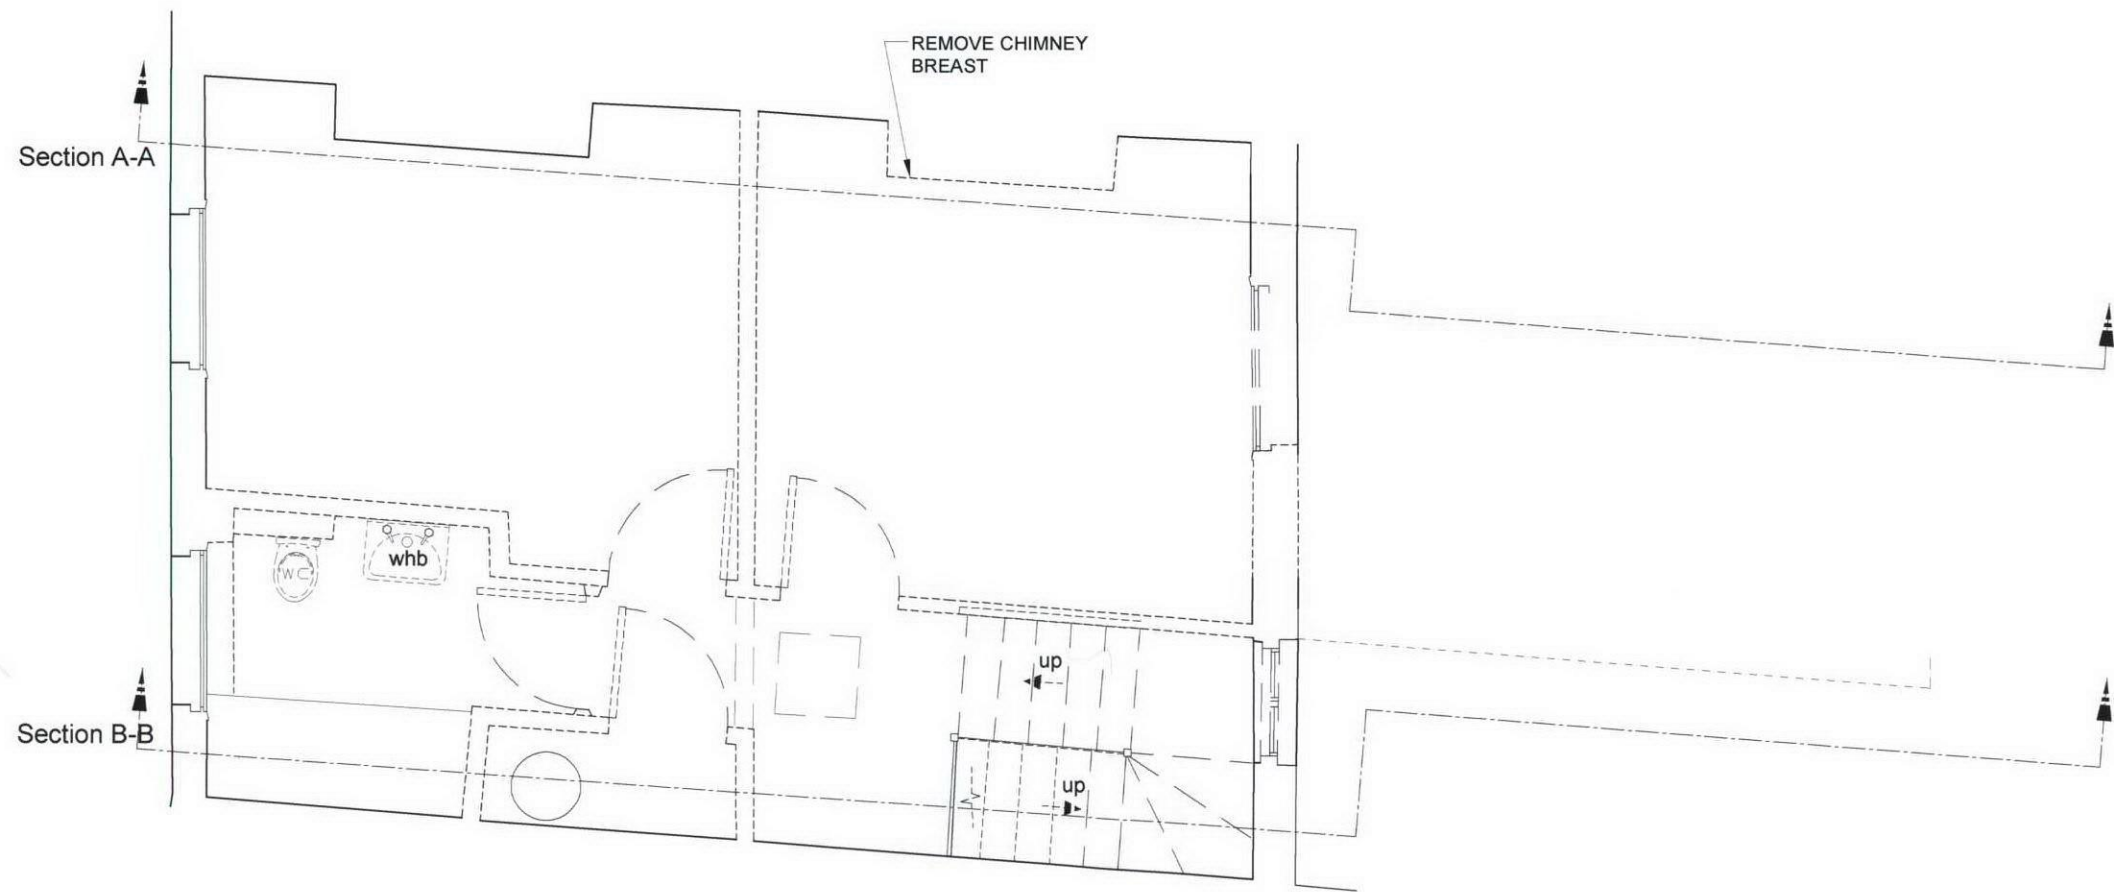 REMOVE CHIMNEY
BREAST
Section A-A
WC
whb
up
Section B-B
up